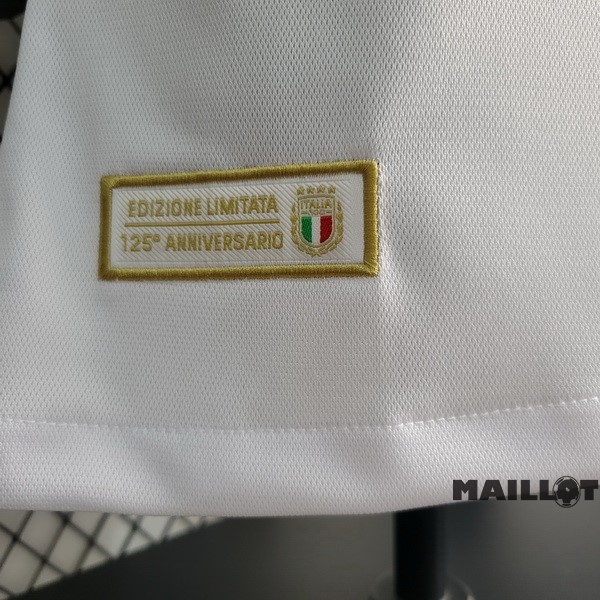 EDIZIONE LIMITATA
125° ANNIVERSARIO
ITALIA
MAILLOT